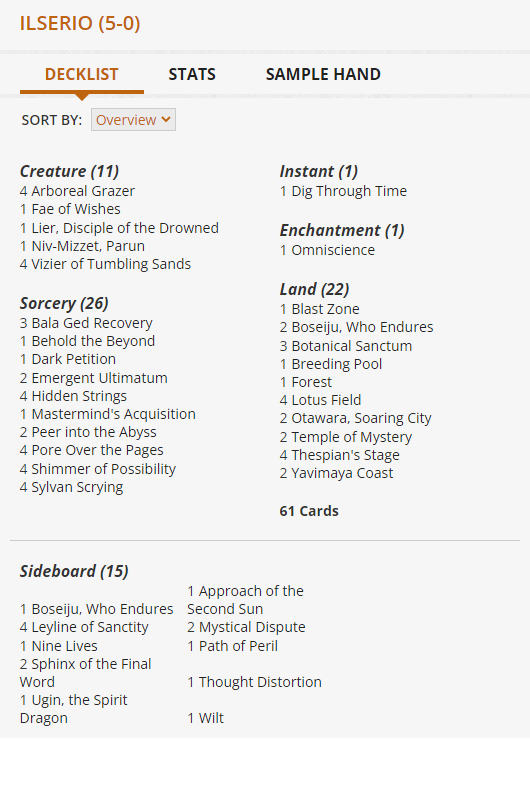 ILSERIO (5-0)
DECKLIST STATS SAMPLE HAND
SORT BY: Overview
Creature (11)
4 Arboreal Grazer
1 Fae of Wishes
1 Lier, Disciple of the Drowned
1 Niv-Mizzet, Parun
4 Vizier of Tumbling Sands
Sorcery (26)
3 Bala Ged Recovery
1 Behold the Beyond
1 Dark Petition
2 Emergent Ultimatum
4 Hidden Strings
1 Mastermind's Acquisition
2 Peer into the Abyss
4 Pore Over the Pages
4 Shimmer of Possibility
4 Sylvan Scrying
Instant (1)
1 Dig Through Time
Enchantment (1)
1 Omniscience
Land (22)
1 Blast Zone
2 Boseiju, Who Endures
3 Botanical Sanctum
1 Breeding Pool
1 Forest
4 Lotus Field
2 Otawara, Soaring City
2 Temple of Mystery
4 Thespian's Stage
2 Yavimaya Coast
61 Cards
Sideboard (15)
1 Boseiju, Who Endures
4 Leyline of Sanctity
1 Nine Lives
2 Sphinx of the Final
Word
1 Ugin, the Spirit
Dragon
1 Approach of the
Second Sun
2 Mystical Dispute
1 Path of Peril
1 Thought Distortion
1 Wilt